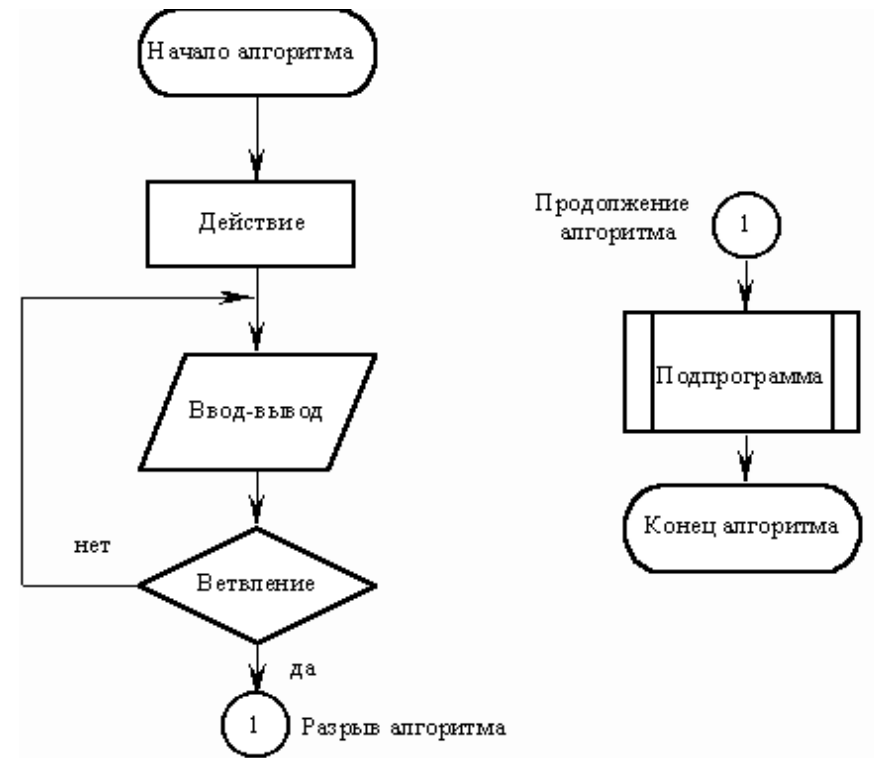 Начало алгоритма
Действие
Ввод-вывод
нет
Ветвление
да
1
Разрыв алгоритма
Продолжение
алгоритма
1
Подпрограмма
Конец алгоритма